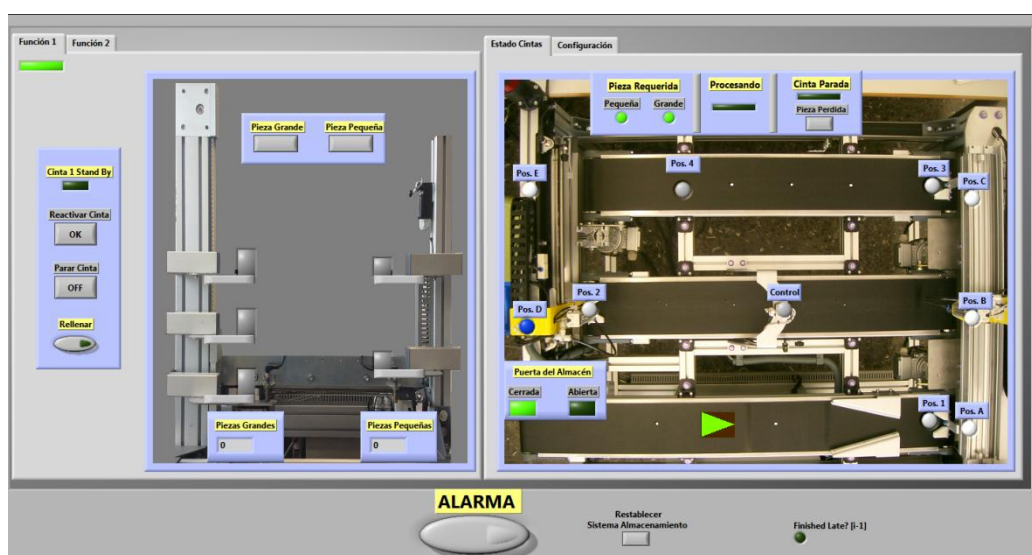 Función 1
Función 2
Cinta 1 Stand By
Reactivar Cinta
OK
Parar Cinta
OFF
Rellenar
Pieza Grande
Pieza Pequeña
Piezas Grandes
0
Piezas Pequeñas
0
Estado Cintas
Configuración
Pieza Requerida
Pequeña
Grande
Procesando
Cinta Parada
Pieza Perdida
Pos. E
Pos. 4
Pos. 3
Pos. C
Pos. D
Pos. 2
Control
Pos. B
Puerta del Almacén
Cerrada
Abierta
Pos. 1
Pos. A
ALARMA
Restablecer
Sistema Almacenamiento
Finished Late? [i-1]